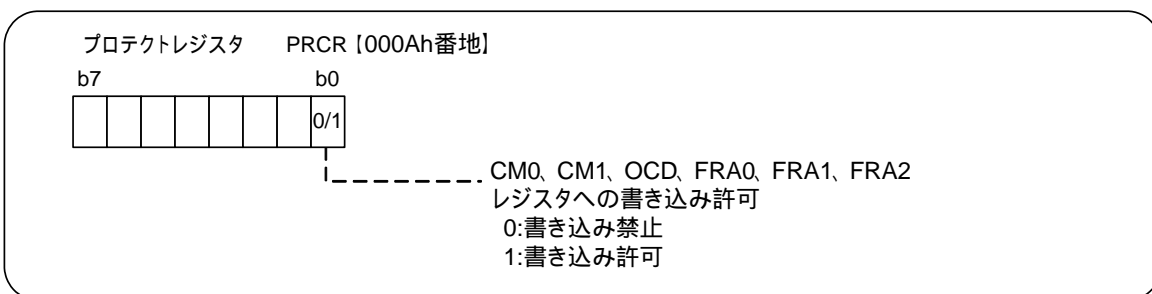 プロテクトレジスタ PRCR【000Ah番地】
b7 b0
0/1
CM0、CM1、OCD、FRA0、FRA1、FRA2
レジスタへの書き込み許可
0:書き込み禁止
1:書き込み許可